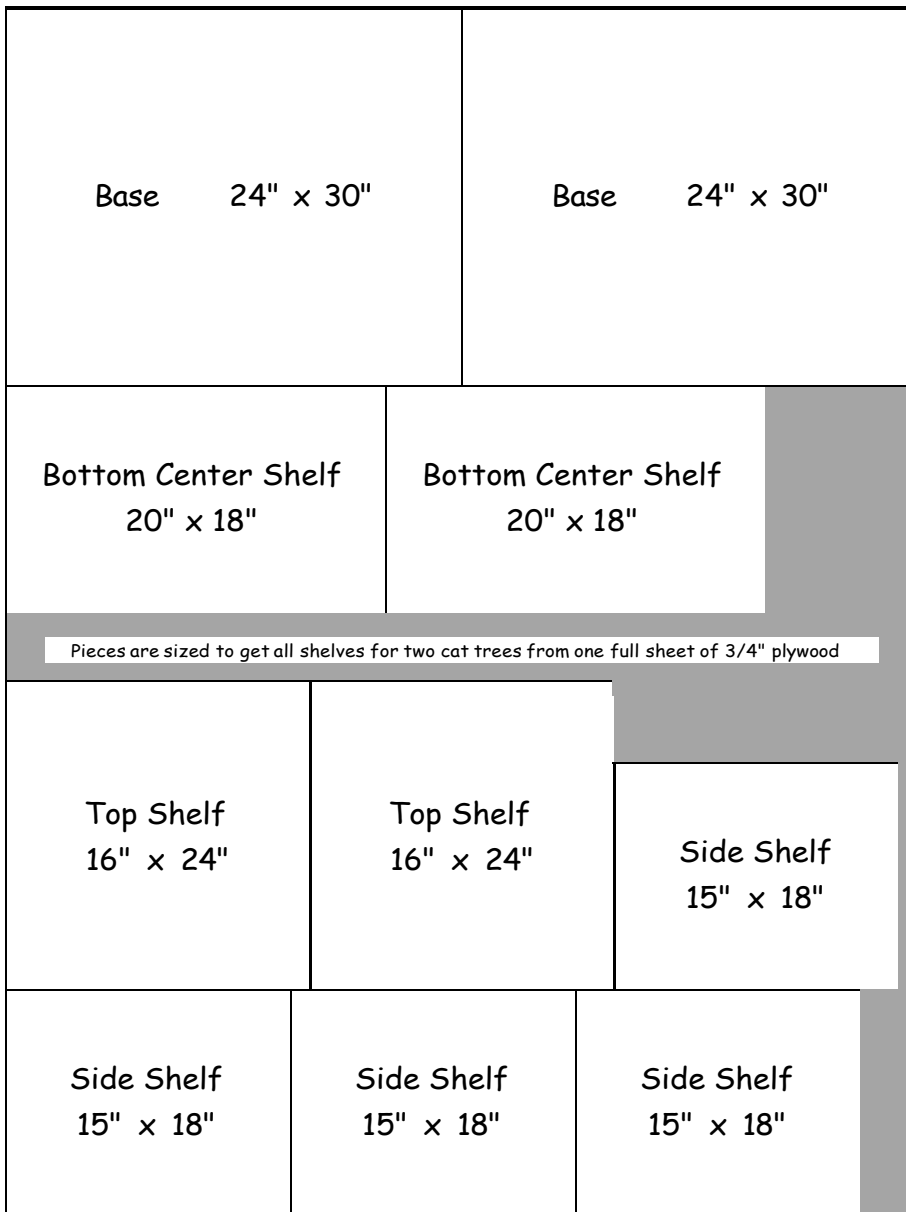 Base 24" x 30"
Base 24" x 30"
Bottom Center Shelf
20" x 18"
Bottom Center Shelf
20" x 18"
Pieces are sized to get all shelves for two cat trees from one full sheet of 3/4" plywood
Top Shelf
16" x 24"
Top Shelf
16" x 24"
Side Shelf
15" x 18"
Side Shelf
15" x 18"
Side Shelf
15" x 18"
Side Shelf
15" x 18"